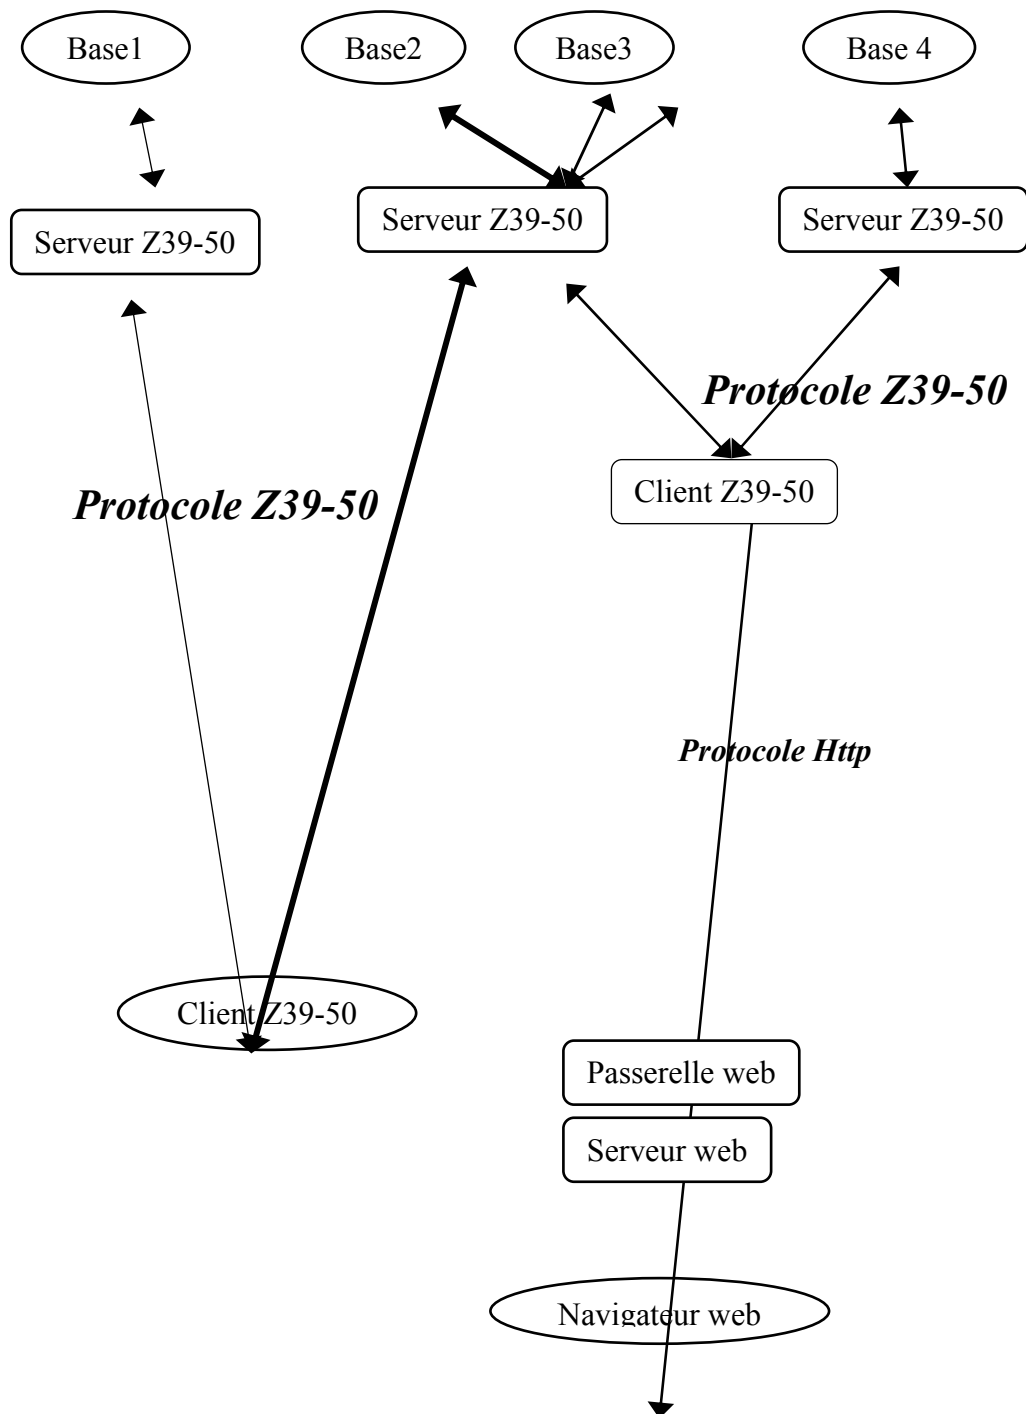 Base1
Base2
Base3
Base 4
Serveur Z39-50
Serveur Z39-50
Serveur Z39-50
Protocole Z39-50
Client Z39-50
Protocole Z39-50
Protocole Http
Client Z39-50
Passerelle web
Serveur web
Navigateur web